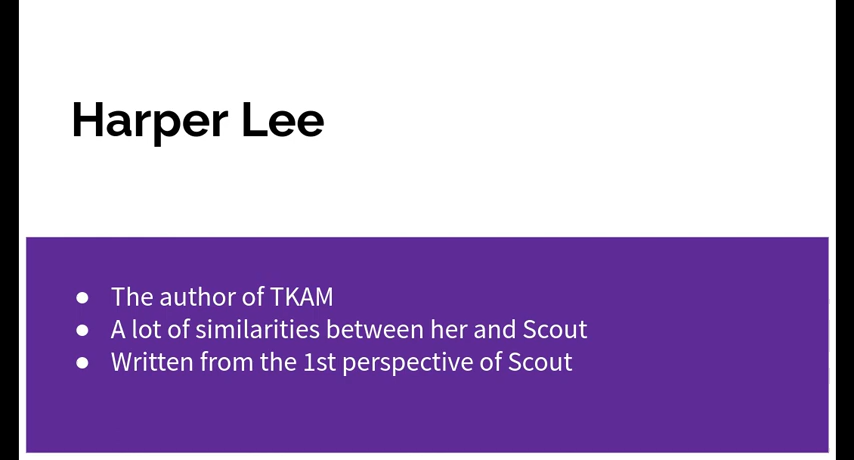 Harper Lee
● The author of TKAM
● A lot of similarities between her and Scout
● Written from the 1st perspective of Scout